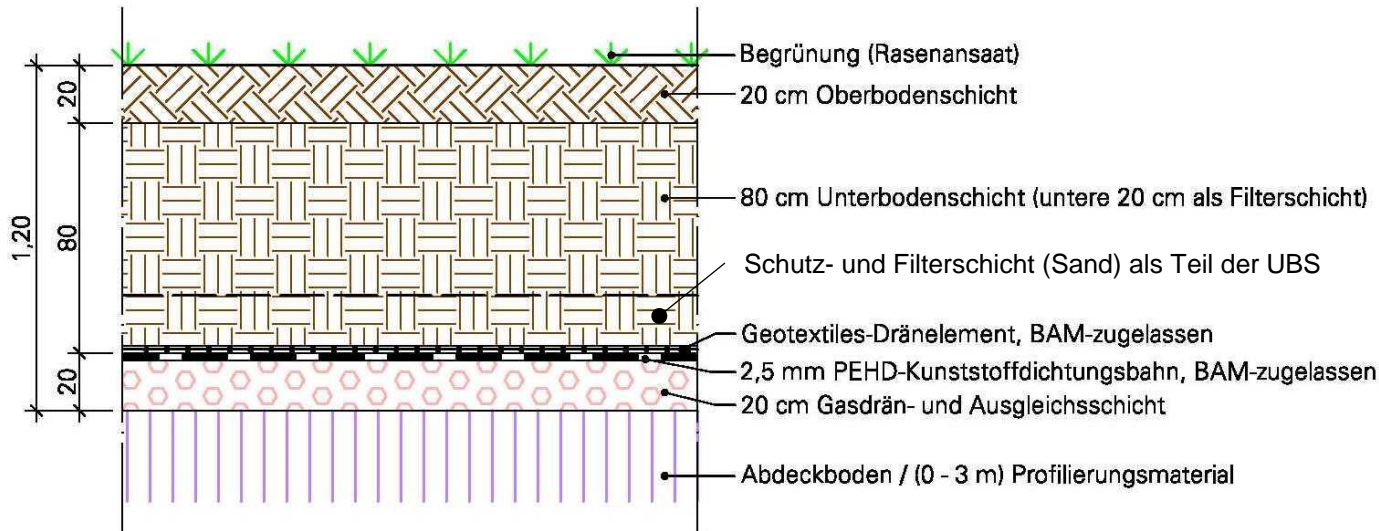 Begrünung (Rasenansaat)
20 cm Oberbodenschicht
80 cm Unterbodenschicht (untere 20 cm als Filterschicht)
Schutz- und Filterschicht (Sand) als Teil der UBS
Geotextiles-Dränelement, BAM-zugelassen
2,5 mm PEHD-Kunststoffdichtungsbahn, BAM-zugelassen
20 cm Gasdrän- und Ausgleichsschicht
Abdeckboden / (0 - 3 m) Profilierungsmaterial
1,20
20
80
20